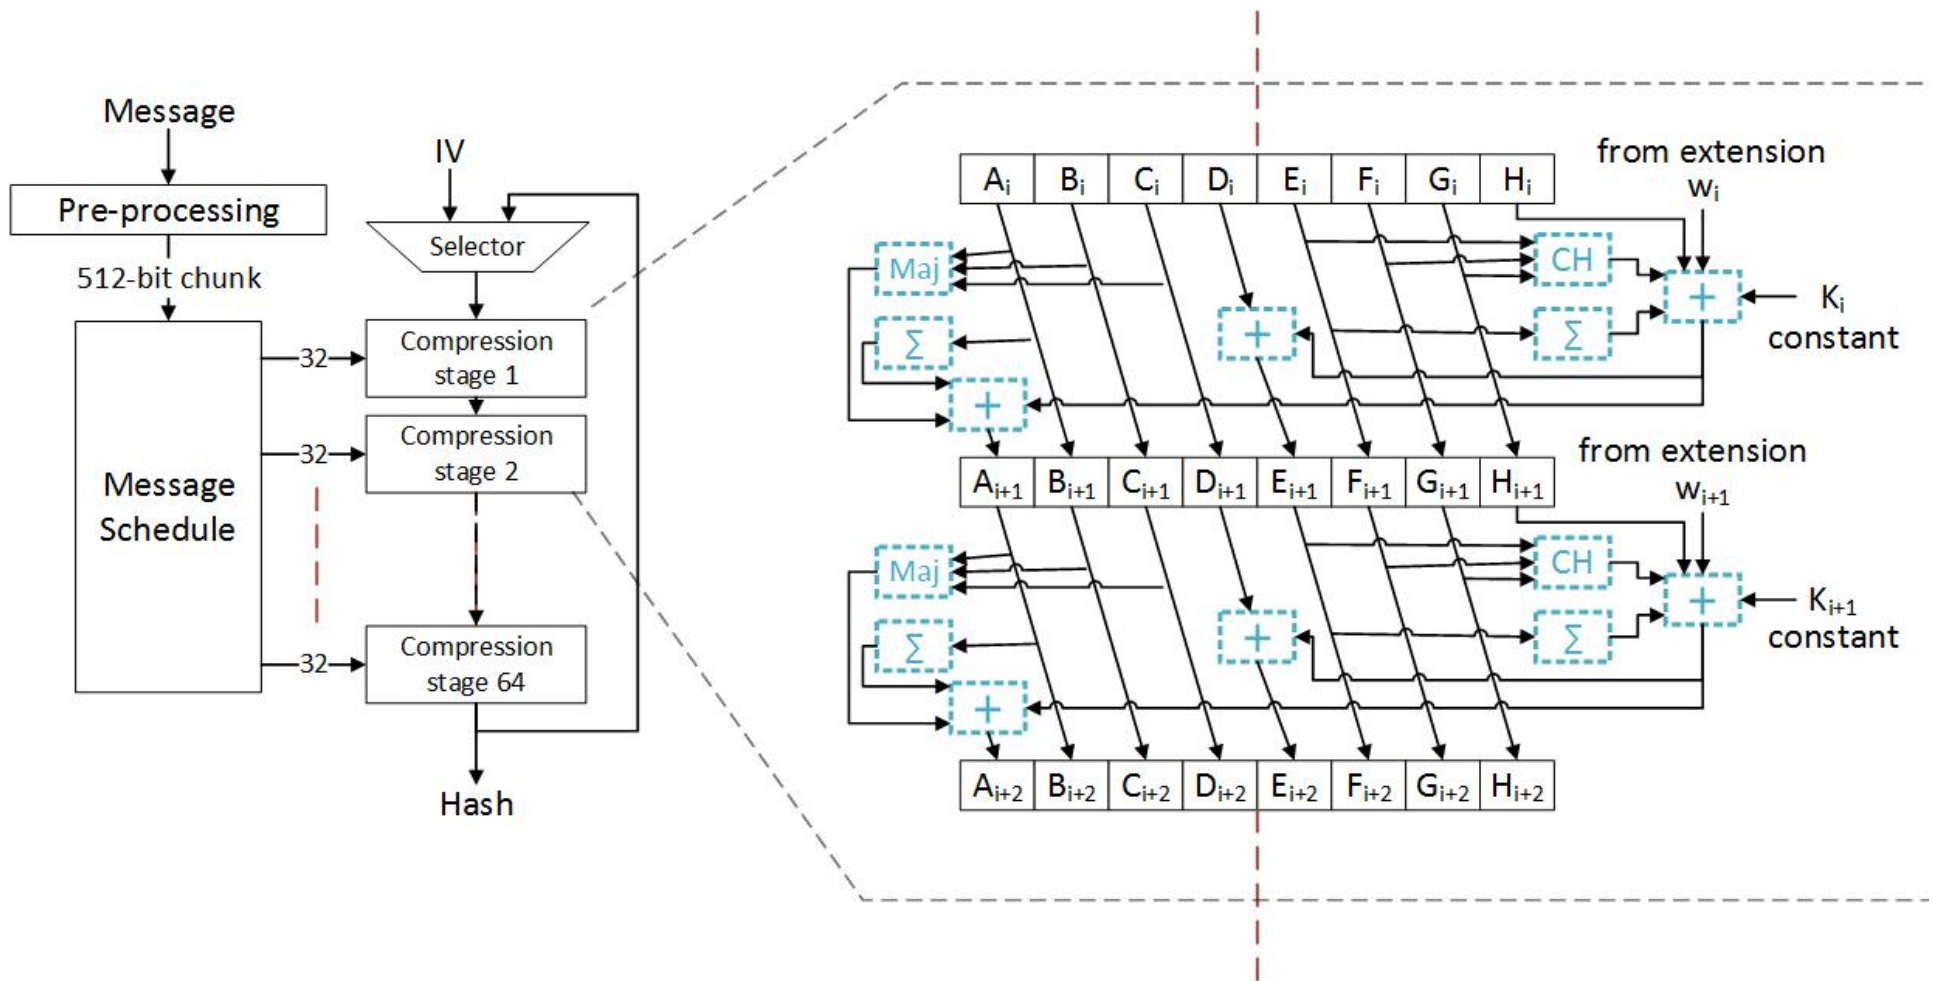 Message
Pre-processing
512-bit chunk
Message
Schedule
32
32
32
IV
Selector
Compression
stage 1
Compression
stage 2
Compression
stage 64
Hash
Aᵢ Bᵢ Cᵢ Dᵢ Eᵢ Fᵢ Gᵢ Hᵢ
from extension
wᵢ
Maj
CH
Σ
+
+
Σ
+
Kᵢ
constant
Aᵢ₊₁ Bᵢ₊₁ Cᵢ₊₁ Dᵢ₊₁ Eᵢ₊₁ Fᵢ₊₁ Gᵢ₊₁ Hᵢ₊₁
from extension
wᵢ₊₁
Maj
CH
Σ
+
+
Σ
+
Kᵢ₊₁
constant
Aᵢ₊₂ Bᵢ₊₂ Cᵢ₊₂ Dᵢ₊₂ Eᵢ₊₂ Fᵢ₊₂ Gᵢ₊₂ Hᵢ₊₂